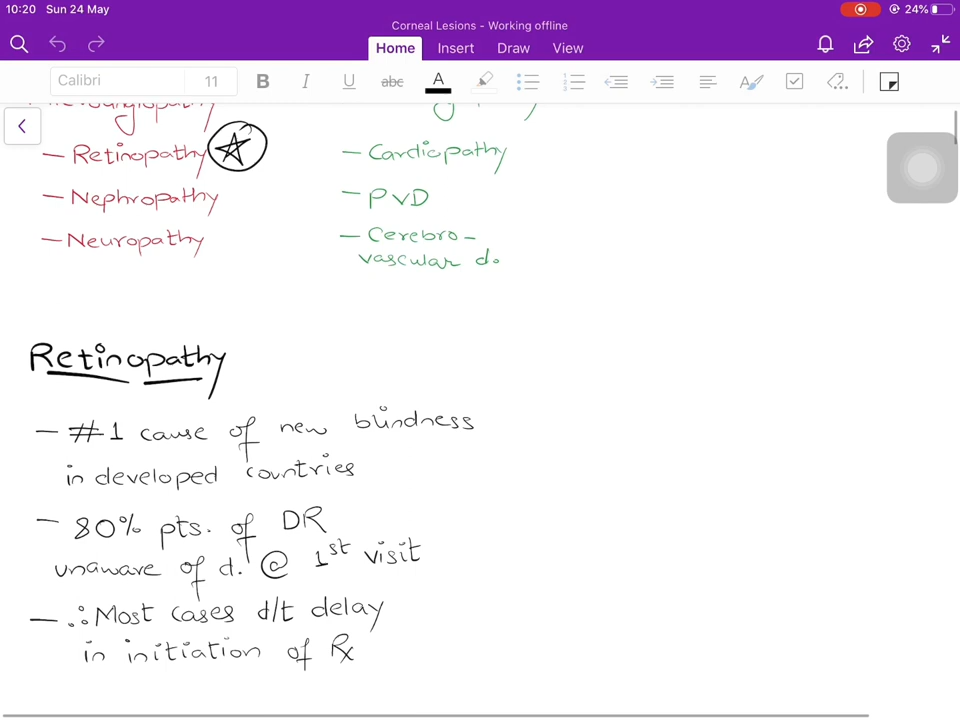 10:20 Sun 24 May
24%
Corneal Lesions - Working offline
Home Insert Draw View
Calibri 11 B I U abc A
— Retinopathy
— Nephropathy
— Neuropathy
— Cardiopathy
— PVD
— Cerebro-
vascular d.
Retinopathy
— #1 cause of new blindness
in developed countries
— 80% pts. of DR
unaware of d. @ 1st visit
— ∴ Most cases d/t delay
in initiation of Rx